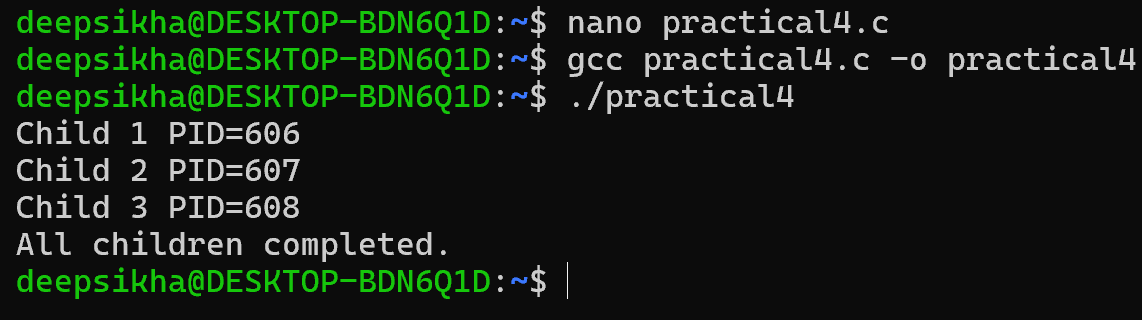 deepsikha@DESKTOP-BDN6Q1D:~$ nano practical4.c
deepsikha@DESKTOP-BDN6Q1D:~$ gcc practical4.c -o practical4
deepsikha@DESKTOP-BDN6Q1D:~$ ./practical4
Child 1 PID=606
Child 2 PID=607
Child 3 PID=608
All children completed.
deepsikha@DESKTOP-BDN6Q1D:~$